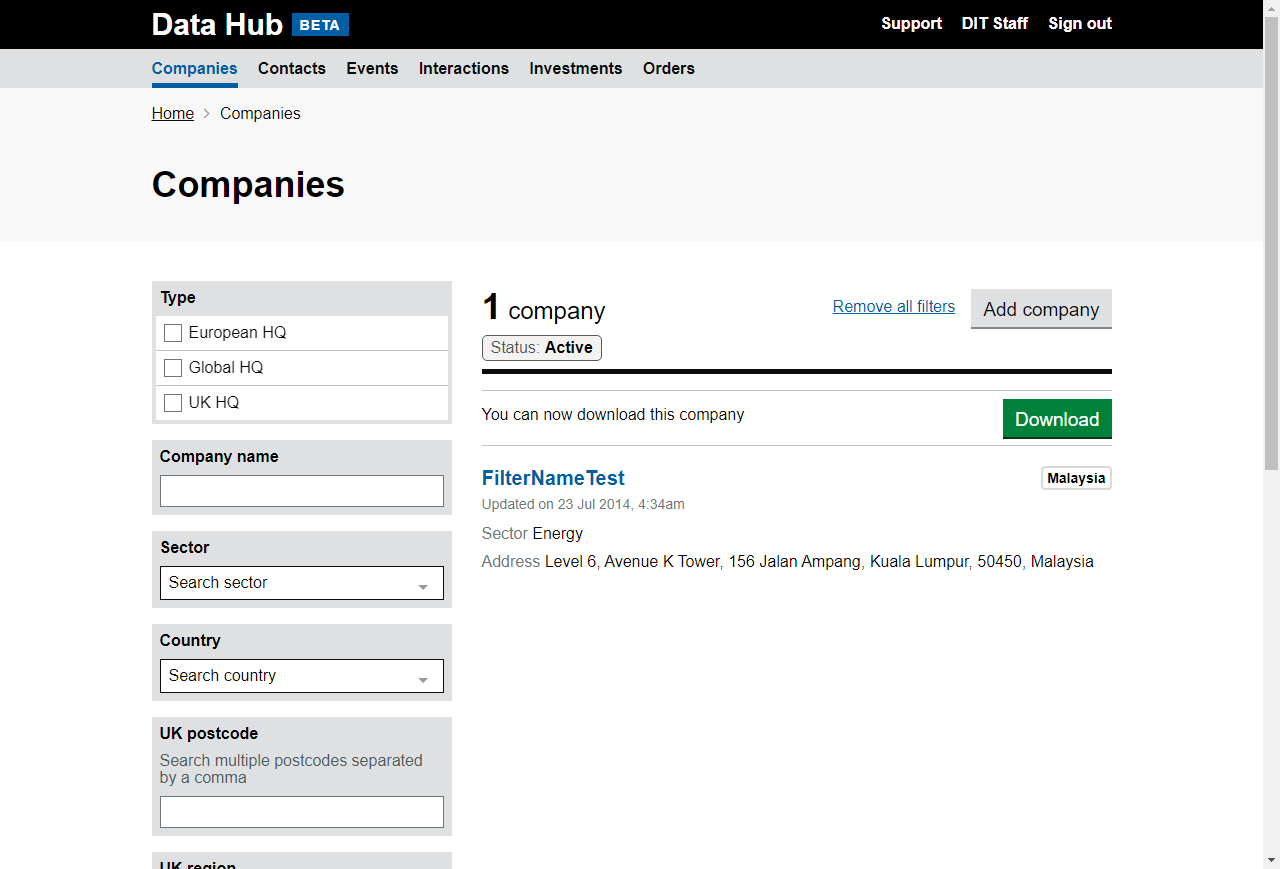 Data Hub BETA Support DIT Staff Sign out
Companies Contacts Events Interactions Investments Orders
Home Companies
Companies
Type
European HQ
Global HQ
UK HQ
Company name
Sector
Search sector
Country
Search country
UK postcode
Search multiple postcodes separated
by a comma
UK region
1 company Remove all filters Add company
Status: Active
You can now download this company Download
FilterNameTest Malaysia
Updated on 23 Jul 2014, 4:34am
Sector Energy
Address Level 6, Avenue K Tower, 156 Jalan Ampang, Kuala Lumpur, 50450, Malaysia